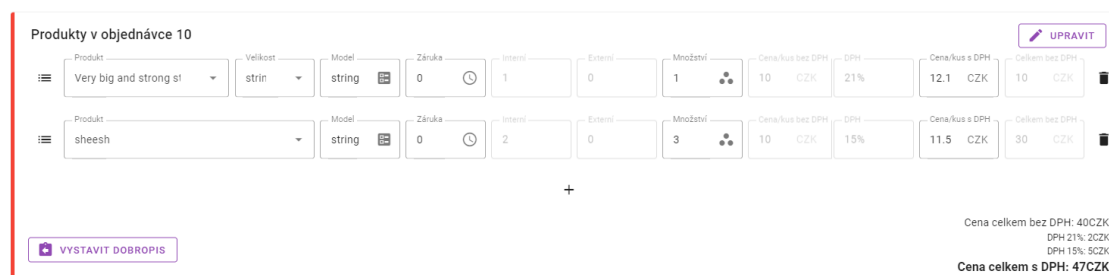 Produkty v objednávce 10
UPRAVIT
Produkt Velikost Model Záruka Interní Externí Množství Cena/kus bez DPH DPH Cena/kus s DPH Celkem bez DPH
Very big and strong st strin string 0 1 0 1 10 CZK 21% 12.1 CZK 10 CZK
Produkt Model Záruka Interní Externí Množství Cena/kus bez DPH DPH Cena/kus s DPH Celkem bez DPH
sheesh string 0 2 0 3 10 CZK 15% 11.5 CZK 30 CZK
+
Cena celkem bez DPH: 40CZK
DPH 21%: 2CZK
VYSTAVIT DOBROPIS
DPH 15%: 5CZK
Cena celkem s DPH: 47CZK